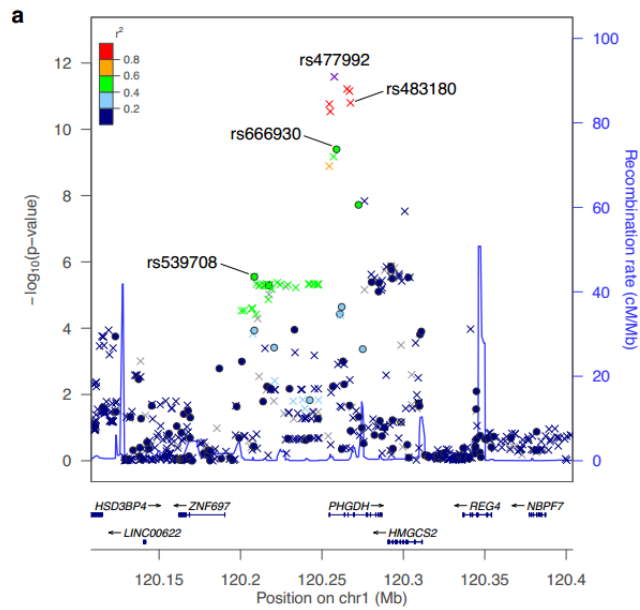 a
r²
0.8
0.6
0.4
0.2
rs477992
rs483180
rs666930
rs539708
−log₁₀(p−value)
12
10
8
6
4
2
0
Recombination rate (cM/Mb)
100
80
60
40
20
0
HSD3BP4→
←ZNF697
PHGDH→
←REG4
←NBPF7
←LINC00622
←HMGCS2
120.15
120.2
120.25
120.3
120.35
120.4
Position on chr1 (Mb)